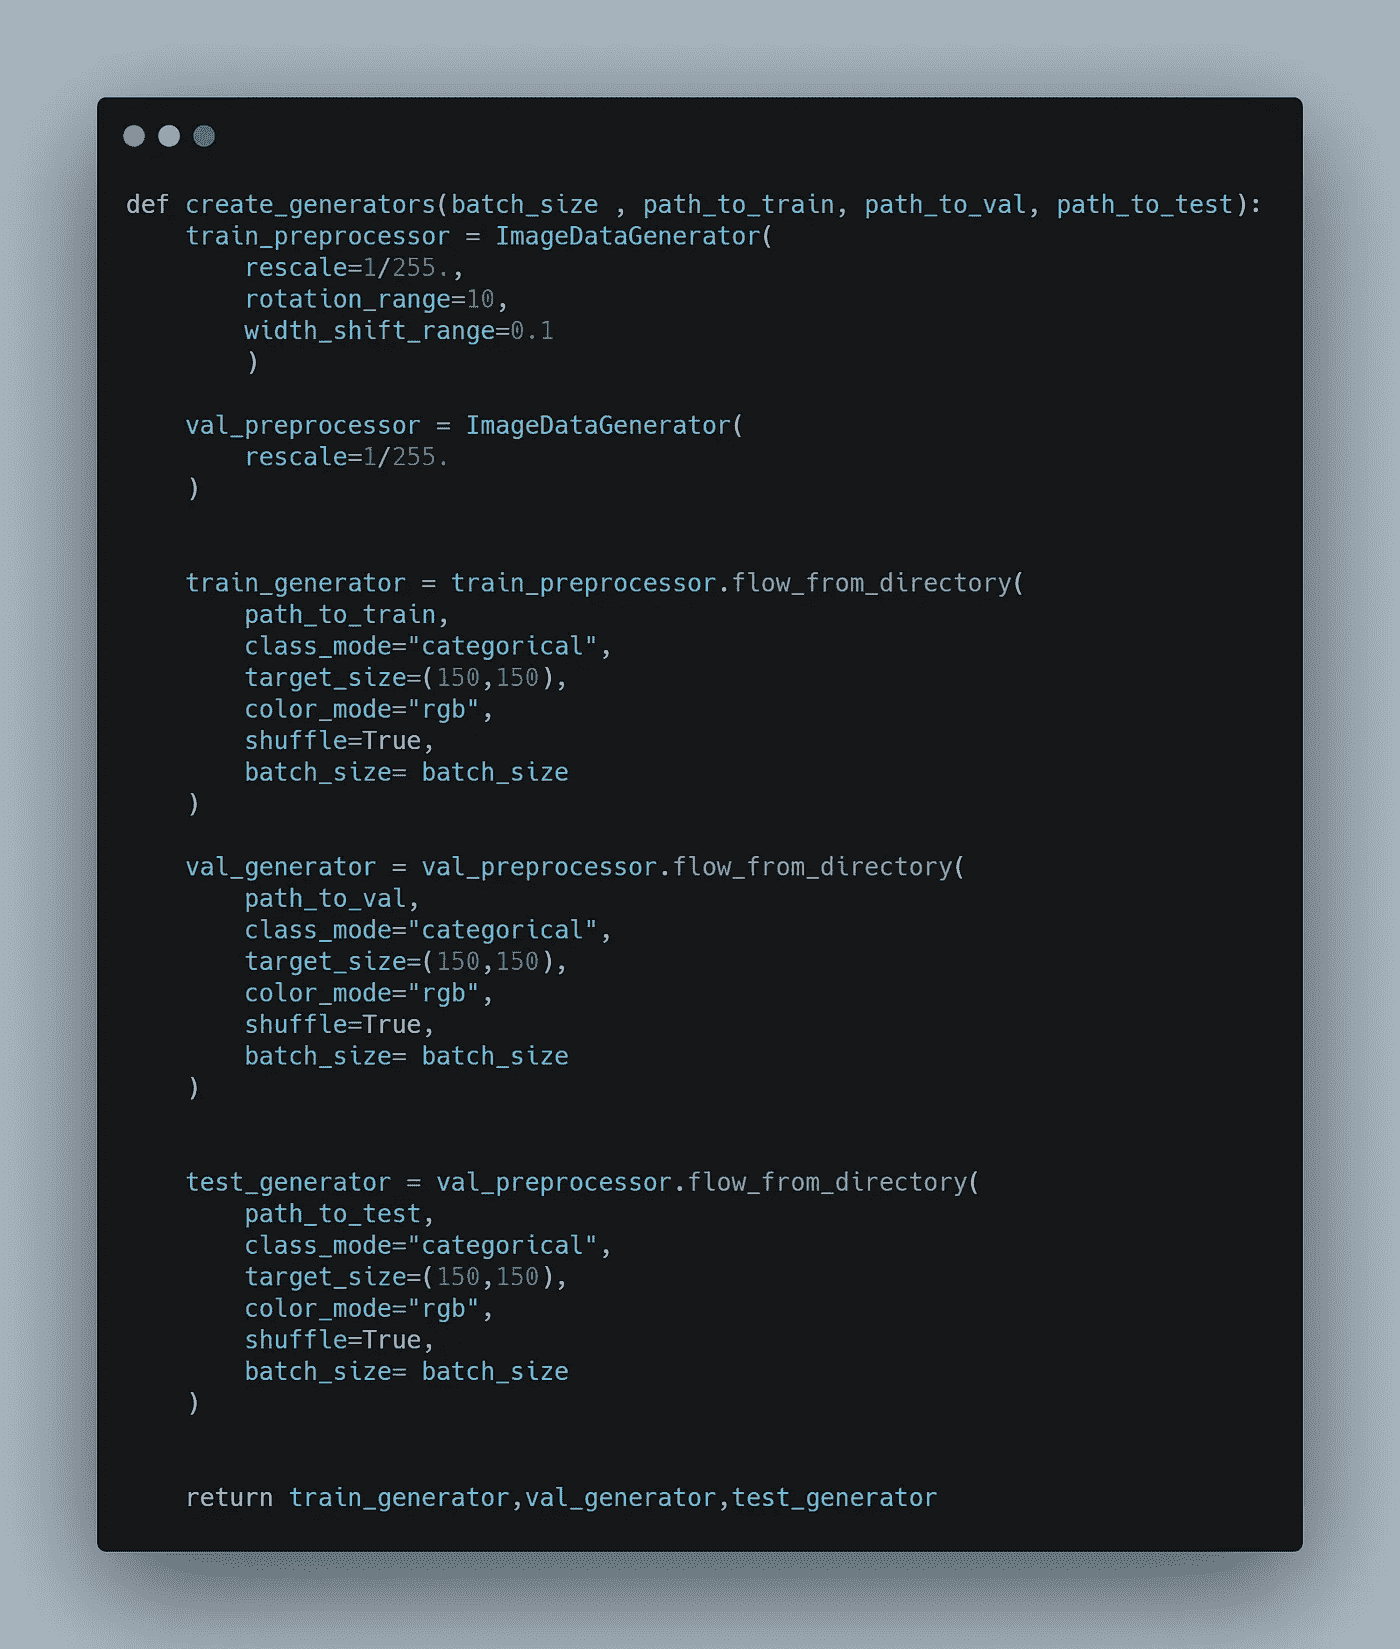 def create_generators(batch_size , path_to_train, path_to_val, path_to_test):
    train_preprocessor = ImageDataGenerator(
        rescale=1/255.,
        rotation_range=10,
        width_shift_range=0.1
        )
    val_preprocessor = ImageDataGenerator(
        rescale=1/255.
    )
    train_generator = train_preprocessor.flow_from_directory(
        path_to_train,
        class_mode="categorical",
        target_size=(150,150),
        color_mode="rgb",
        shuffle=True,
        batch_size= batch_size
    )
    val_generator = val_preprocessor.flow_from_directory(
        path_to_val,
        class_mode="categorical",
        target_size=(150,150),
        color_mode="rgb",
        shuffle=True,
        batch_size= batch_size
    )
    test_generator = val_preprocessor.flow_from_directory(
        path_to_test,
        class_mode="categorical",
        target_size=(150,150),
        color_mode="rgb",
        shuffle=True,
        batch_size= batch_size
    )
    return train_generator,val_generator,test_generator